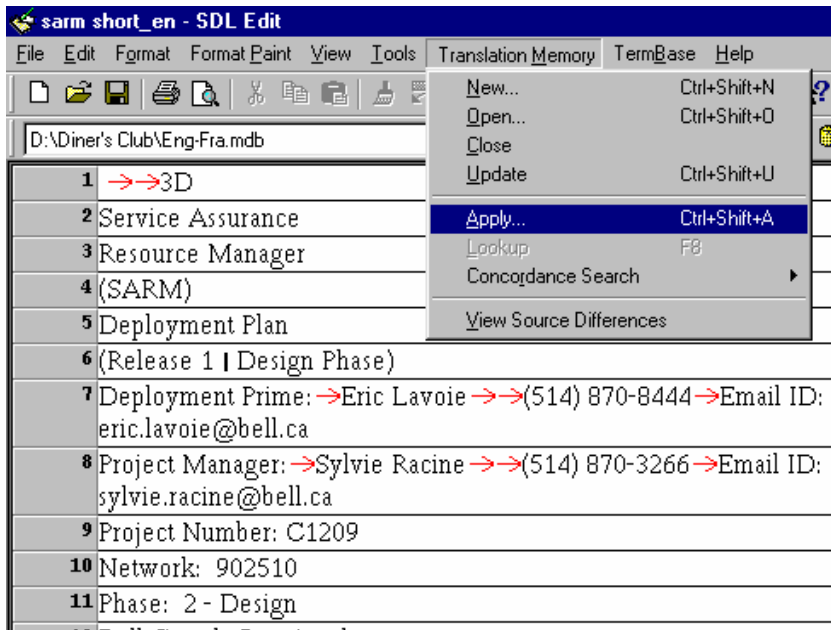 sarm short_en - SDL Edit
File Edit Format Format Paint View Tools Translation Memory TermBase Help
New... Ctrl+Shift+N
Open... Ctrl+Shift+O
Close
Update Ctrl+Shift+U
Apply... Ctrl+Shift+A
Lookup F8
Concordance Search
View Source Differences
D:\Diner's Club\Eng-Fra.mdb
1 →→3D
2 Service Assurance
3 Resource Manager
4 (SARM)
5 Deployment Plan
6 (Release 1 | Design Phase)
7 Deployment Prime: →Eric Lavoie →→(514) 870-8444→Email ID:
eric.lavoie@bell.ca
8 Project Manager: →Sylvie Racine →→(514) 870-3266→Email ID:
sylvie.racine@bell.ca
9 Project Number: C1209
10 Network: 902510
11 Phase: 2 - Design